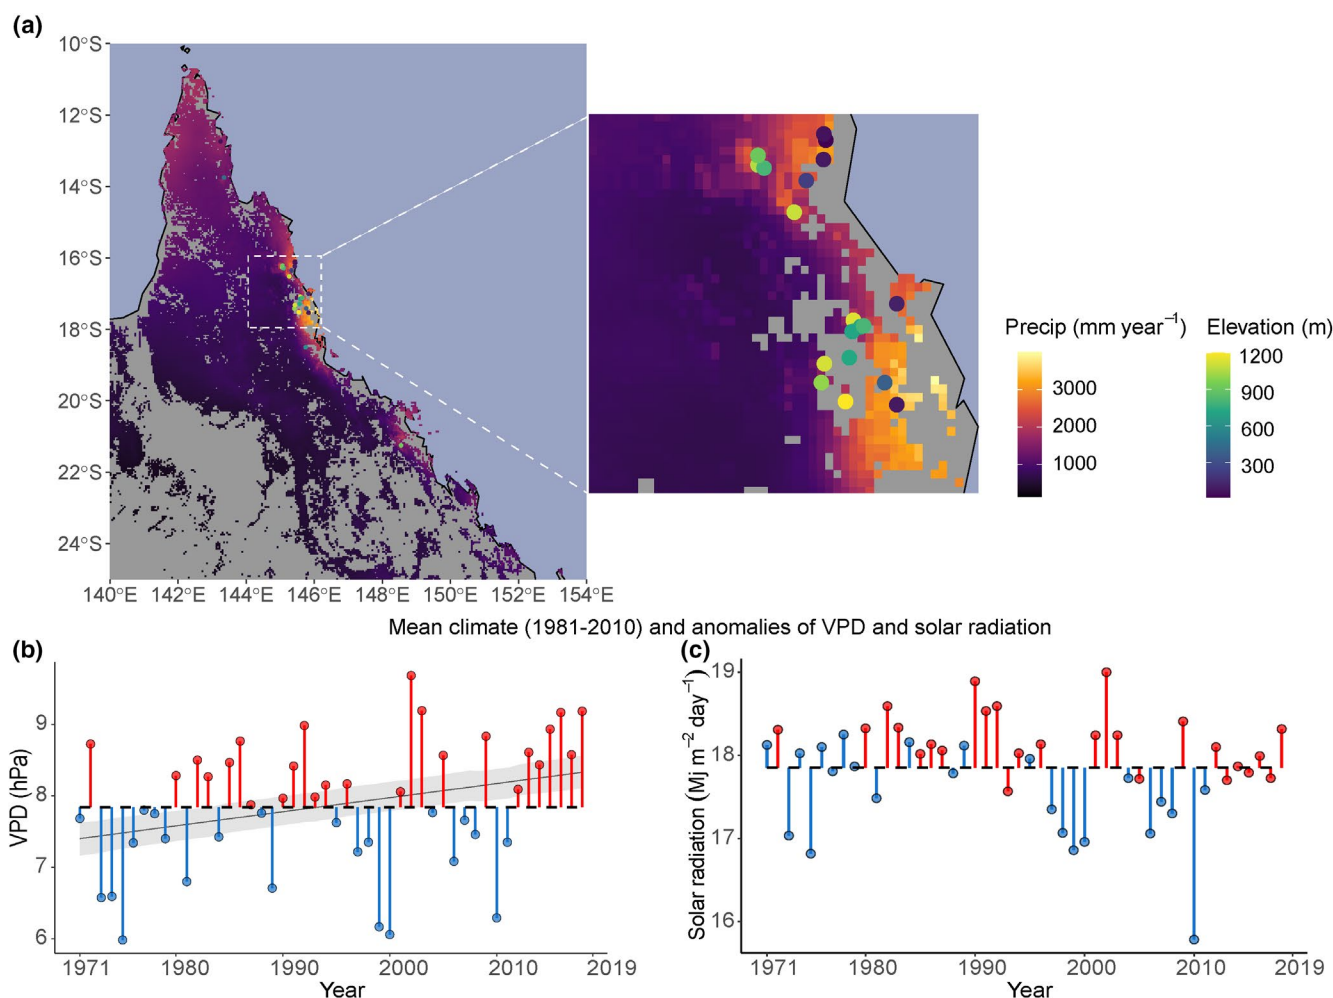 (a)
10°S
12°S
14°S
16°S
18°S
20°S
22°S
24°S
140°E 142°E 144°E 146°E 148°E 150°E 152°E 154°E
Precip (mm year⁻¹)
3000
2000
1000
Elevation (m)
1200
900
600
300
Mean climate (1981-2010) and anomalies of VPD and solar radiation
(b)
VPD (hPa)
9
8
7
6
1971 1980 1990 2000 2010 2019
Year
(c)
Solar radiation (Mj m⁻² day⁻¹)
19
18
17
16
1971 1980 1990 2000 2010 2019
Year